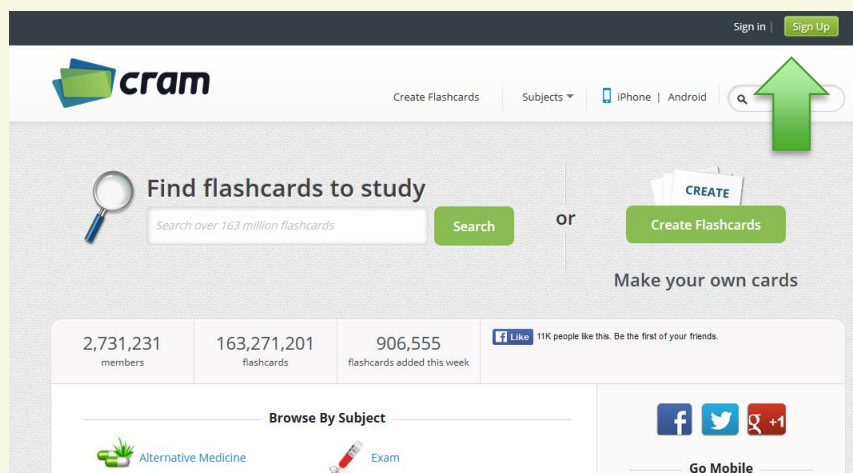 Sign in | Sign Up
cram
Create Flashcards Subjects iPhone | Android
Find flashcards to study
Search over 163 million flashcards
Search
or
CREATE
Create Flashcards
Make your own cards
2,731,231
members
163,271,201
flashcards
906,555
flashcards added this week
f Like 11K people like this. Be the first of your friends.
Browse By Subject
Alternative Medicine
Exam
f
g +1
Go Mobile